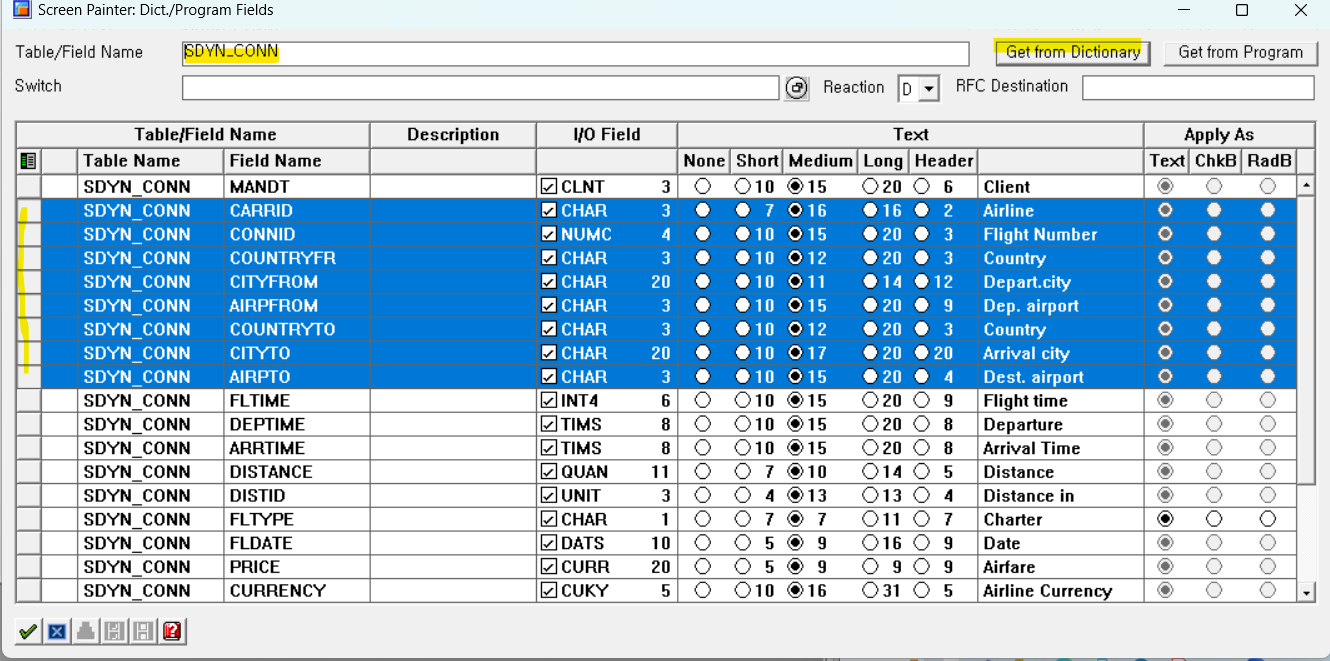 Screen Painter: Dict./Program Fields
Table/Field Name SDYN_CONN Get from Dictionary Get from Program
Switch Reaction D RFC Destination
Table/Field Name Description I/O Field Text Apply As
Table Name Field Name None Short Medium Long Header Text ChkB RadB
SDYN_CONN MANDT CLNT 3 10 15 20 6 Client
SDYN_CONN CARRID CHAR 3 7 16 16 2 Airline
SDYN_CONN CONNID NUMC 4 10 15 20 3 Flight Number
SDYN_CONN COUNTRYFR CHAR 3 10 12 20 3 Country
SDYN_CONN CITYFROM CHAR 20 10 11 14 12 Depart.city
SDYN_CONN AIRPFROM CHAR 3 10 15 20 9 Dep. airport
SDYN_CONN COUNTRYTO CHAR 3 10 12 20 3 Country
SDYN_CONN CITYTO CHAR 20 10 17 20 20 Arrival city
SDYN_CONN AIRPTO CHAR 3 10 15 20 4 Dest. airport
SDYN_CONN FLTIME INT4 6 10 15 20 9 Flight time
SDYN_CONN DEPTIME TIMS 8 10 15 20 8 Departure
SDYN_CONN ARRTIME TIMS 8 10 15 20 8 Arrival Time
SDYN_CONN DISTANCE QUAN 11 7 10 14 5 Distance
SDYN_CONN DISTID UNIT 3 4 13 13 4 Distance in
SDYN_CONN FLTYPE CHAR 1 7 7 11 7 Charter
SDYN_CONN FLDATE DATS 10 5 9 16 9 Date
SDYN_CONN PRICE CURR 20 5 9 9 9 Airfare
SDYN_CONN CURRENCY CUKY 5 10 16 31 5 Airline Currency